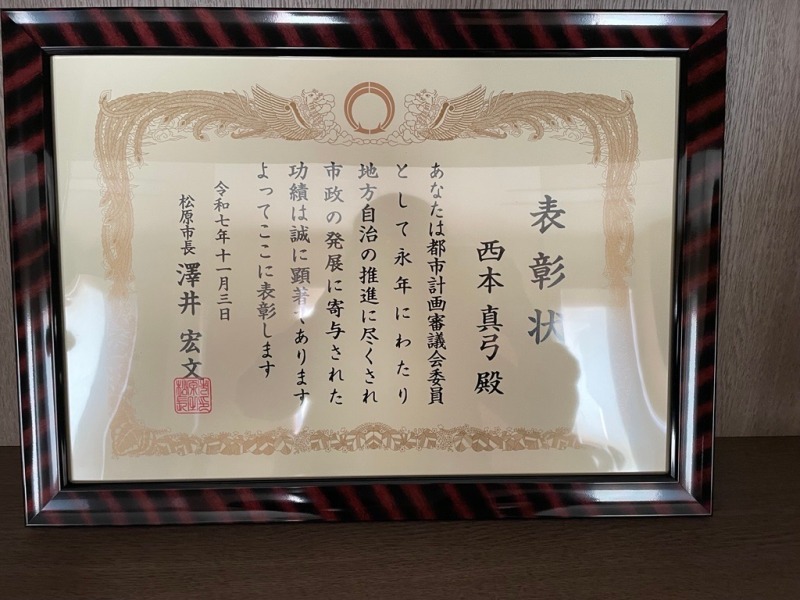 表彰状
西本 真弓 殿
あなたは都市計画審議会委員
として永年にわたり
地方自治の推進に尽くされ
市政の発展に寄与された
功績は誠に顕著であります
よってここに表彰します
令和七年十一月三日
松原市長 澤井 宏文